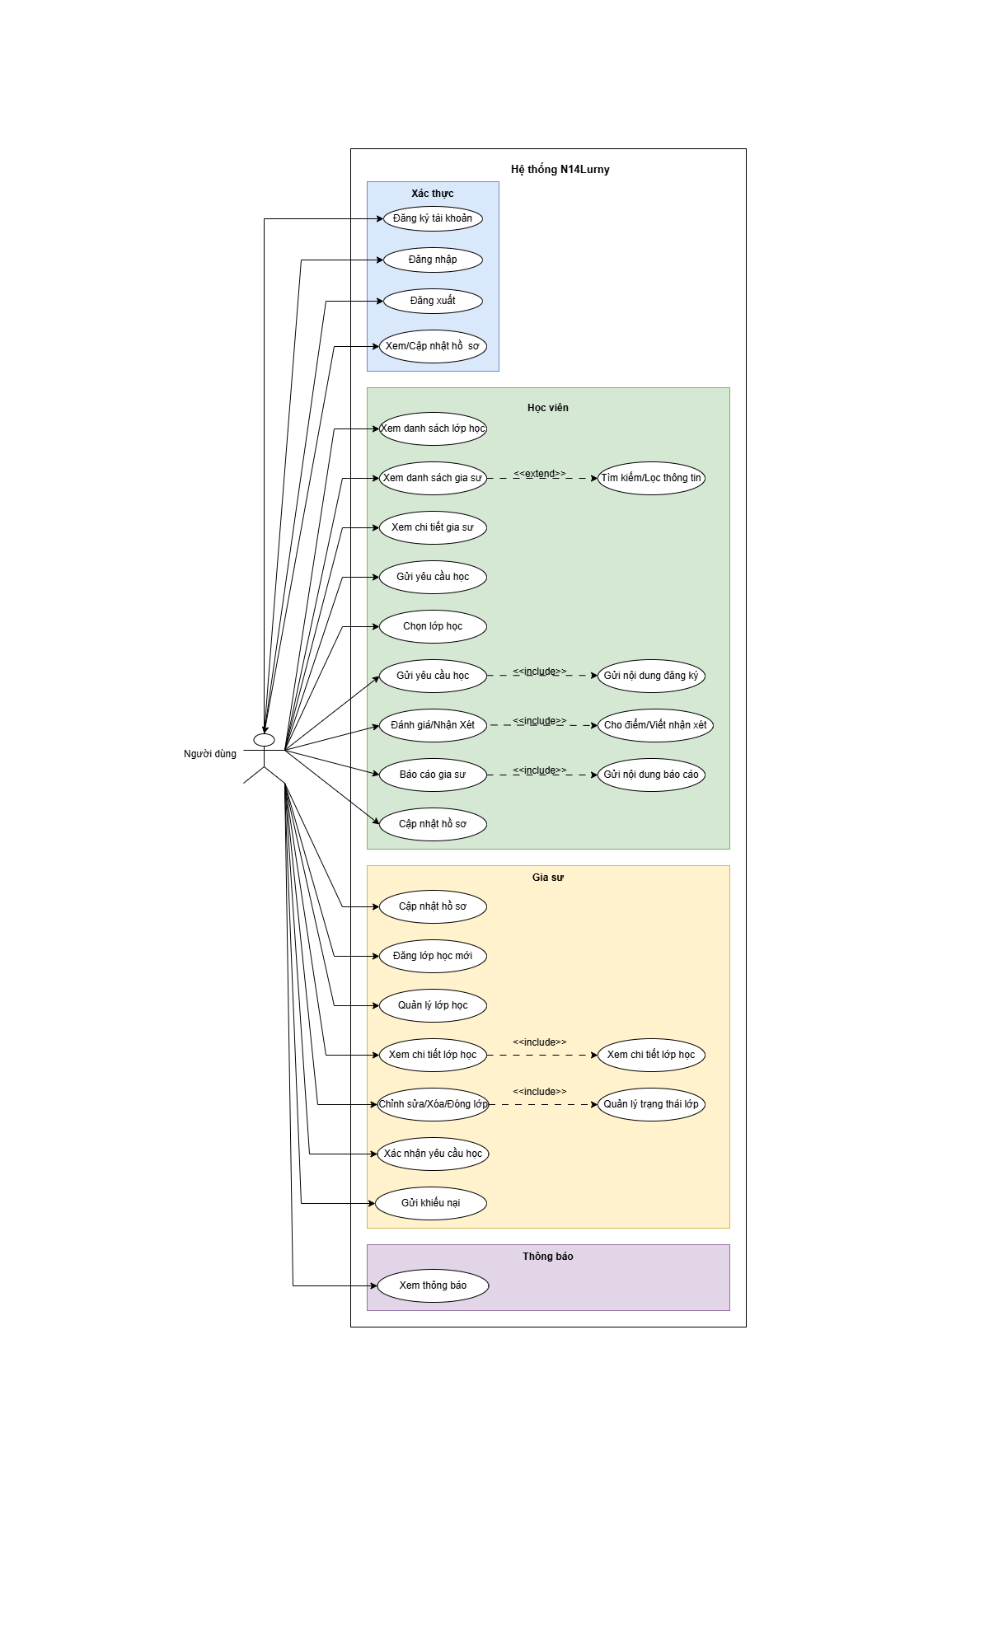 Hệ thống N14Lurny
Xác thực
Đăng ký tài khoản
Đăng nhập
Đăng xuất
Xem/Cập nhật hồ sơ
Học viên
Xem danh sách lớp học
Xem danh sách gia sư
<<extend>>
Tìm kiếm/Lọc thông tin
Xem chi tiết gia sư
Gửi yêu cầu học
Chọn lớp học
Gửi yêu cầu học
<<include>>
Gửi nội dung đăng ký
Đánh giá/Nhận Xét
<<include>>
Cho điểm/Viết nhận xét
Người dùng
Báo cáo gia sư
<<include>>
Gửi nội dung báo cáo
Cập nhật hồ sơ
Gia sư
Cập nhật hồ sơ
Đăng lớp học mới
Quản lý lớp học
Xem chi tiết lớp học
<<include>>
Xem chi tiết lớp học
Chỉnh sửa/Xóa/Đóng lớp
<<include>>
Quản lý trạng thái lớp
Xác nhận yêu cầu học
Gửi khiếu nại
Thông báo
Xem thông báo